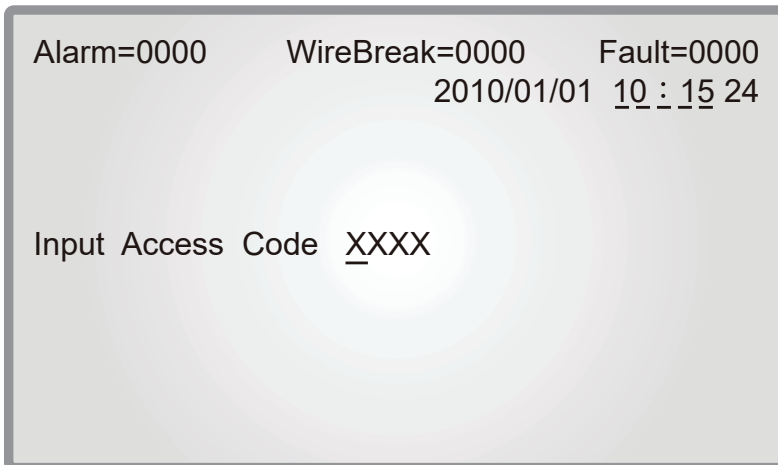 Alarm=0000 WireBreak=0000 Fault=0000
2010/01/01 10：15 24
Input Access Code XXXX